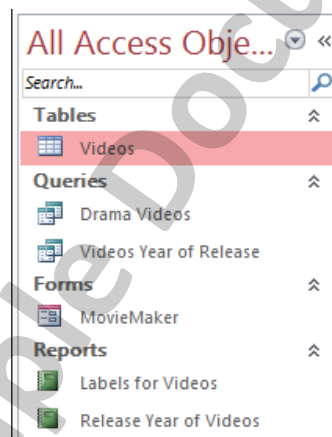 All Access Obje...
Search...
Tables
Videos
Queries
Drama Videos
Videos Year of Release
Forms
MovieMaker
Reports
Labels for Videos
Release Year of Videos